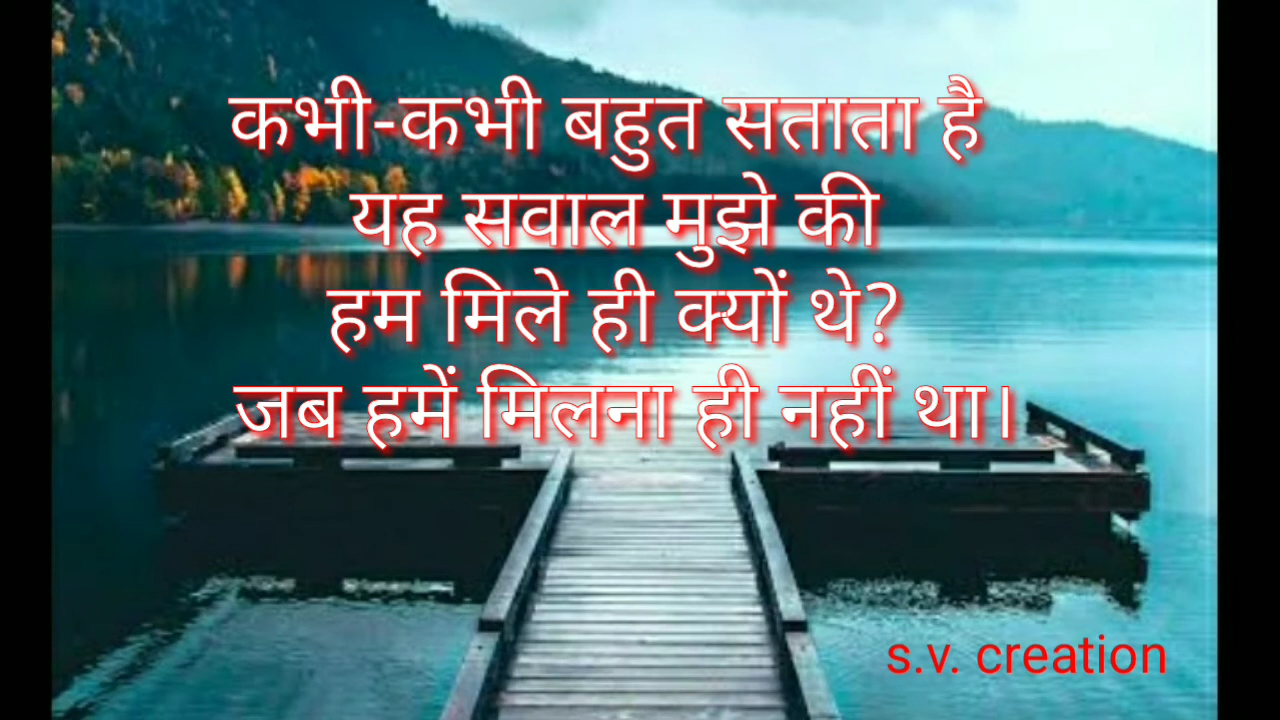 कभी-कभी बहुत सताता है
यह सवाल मुझे की
हम मिले ही क्यों थे?
जब हमें मिलना ही नहीं था।
s.v. creation